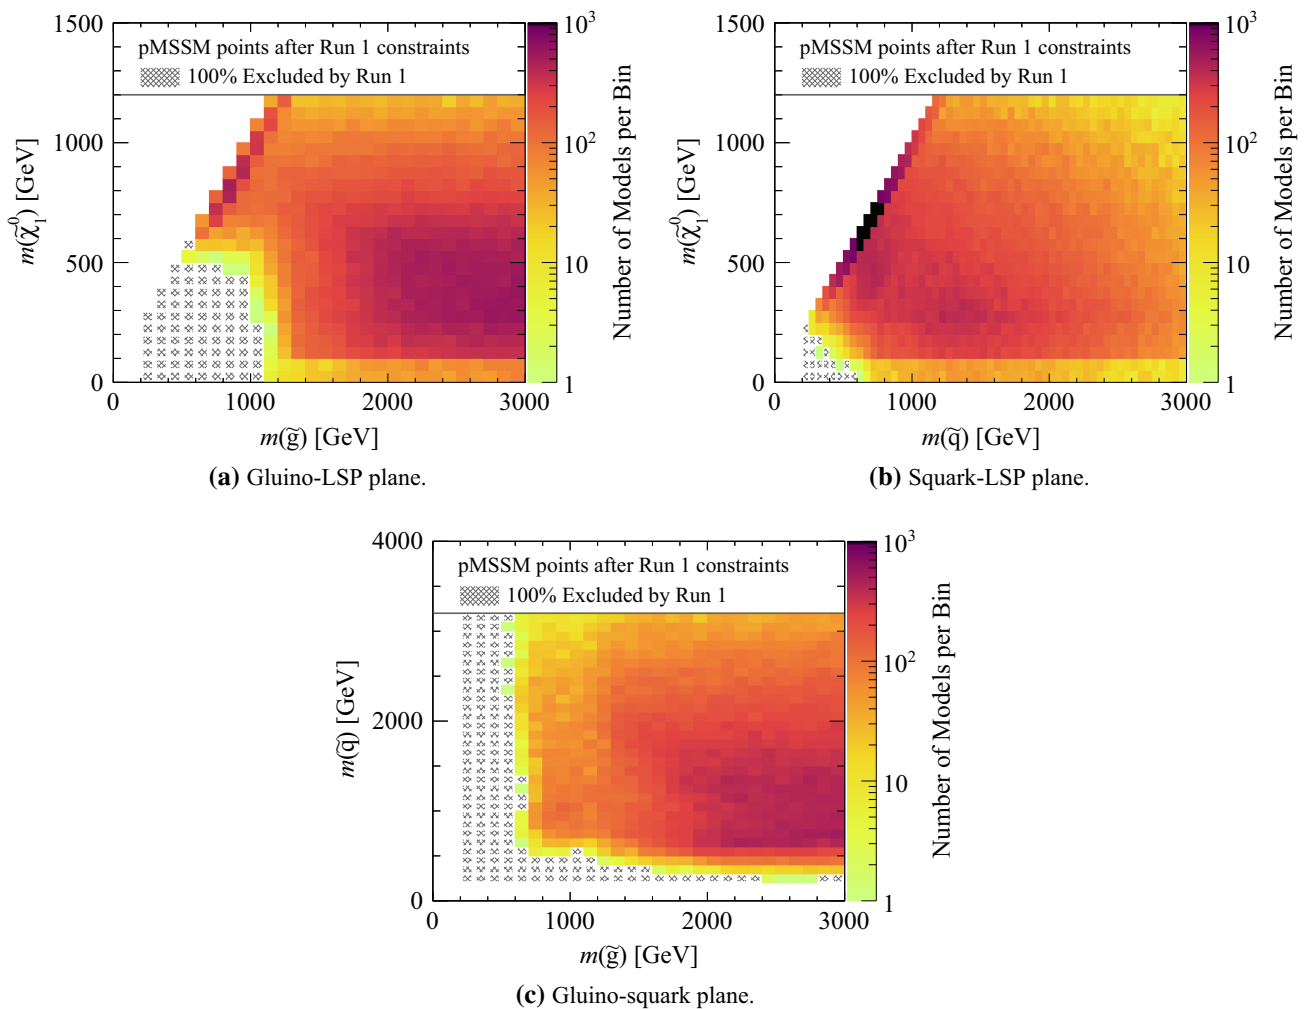 pMSSM points after Run 1 constraints
100% Excluded by Run 1
1500
1000
500
0
m(χ̃⁰₁) [GeV]
0 1000 2000 3000
m(g̃) [GeV]
10³
10²
10
1
Number of Models per Bin
(a) Gluino-LSP plane.
pMSSM points after Run 1 constraints
100% Excluded by Run 1
1500
1000
500
0
m(χ̃⁰₁) [GeV]
0 1000 2000 3000
m(q̃) [GeV]
10³
10²
10
1
Number of Models per Bin
(b) Squark-LSP plane.
pMSSM points after Run 1 constraints
100% Excluded by Run 1
4000
2000
0
m(q̃) [GeV]
0 1000 2000 3000
m(g̃) [GeV]
10³
10²
10
1
Number of Models per Bin
(c) Gluino-squark plane.